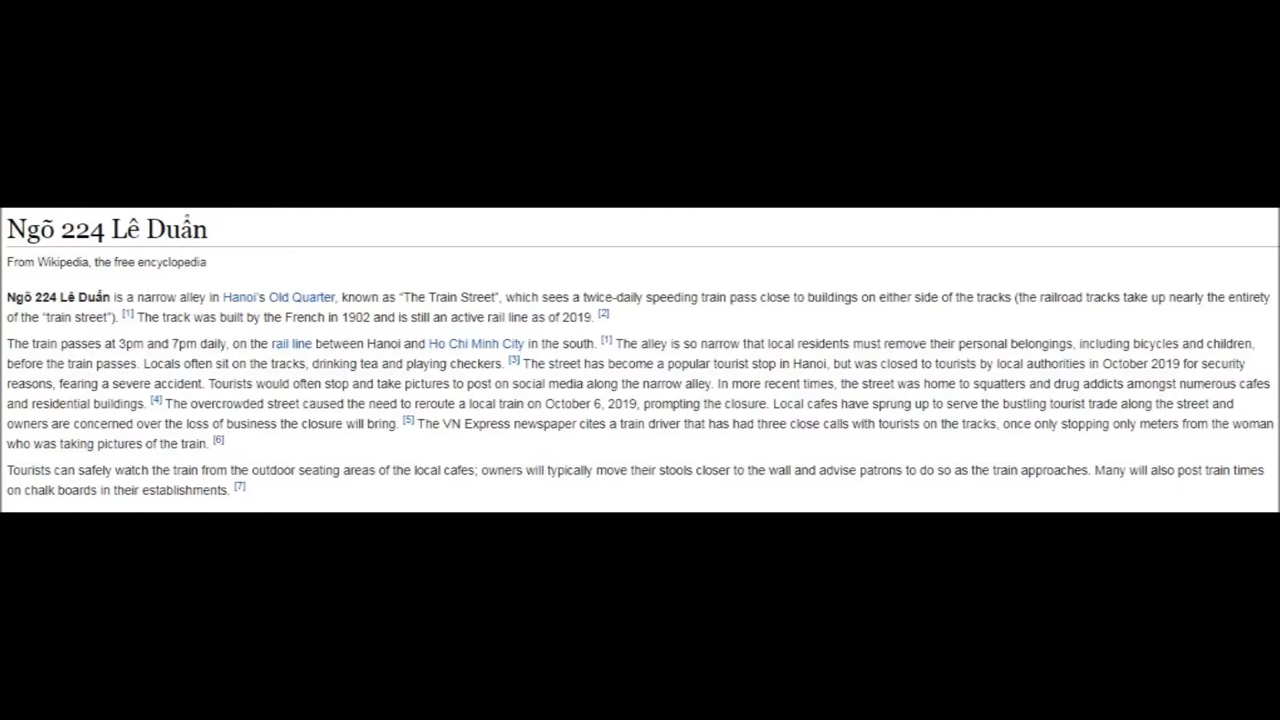 Ngõ 224 Lê Duẩn
From Wikipedia, the free encyclopedia
Ngõ 224 Lê Duẩn is a narrow alley in Hanoi's Old Quarter, known as “The Train Street”, which sees a twice-daily speeding train pass close to buildings on either side of the tracks (the railroad tracks take up nearly the entirety
of the “train street”). [1] The track was built by the French in 1902 and is still an active rail line as of 2019. [2]
The train passes at 3pm and 7pm daily, on the rail line between Hanoi and Ho Chi Minh City in the south. [1] The alley is so narrow that local residents must remove their personal belongings, including bicycles and children,
before the train passes. Locals often sit on the tracks, drinking tea and playing checkers. [3] The street has become a popular tourist stop in Hanoi, but was closed to tourists by local authorities in October 2019 for security
reasons, fearing a severe accident. Tourists would often stop and take pictures to post on social media along the narrow alley. In more recent times, the street was home to squatters and drug addicts amongst numerous cafes
and residential buildings. [4] The overcrowded street caused the need to reroute a local train on October 6, 2019, prompting the closure. Local cafes have sprung up to serve the bustling tourist trade along the street and
owners are concerned over the loss of business the closure will bring. [5] The VN Express newspaper cites a train driver that has had three close calls with tourists on the tracks, once only stopping only meters from the woman
who was taking pictures of the train. [6]
Tourists can safely watch the train from the outdoor seating areas of the local cafes; owners will typically move their stools closer to the wall and advise patrons to do so as the train approaches. Many will also post train times
on chalk boards in their establishments. [7]